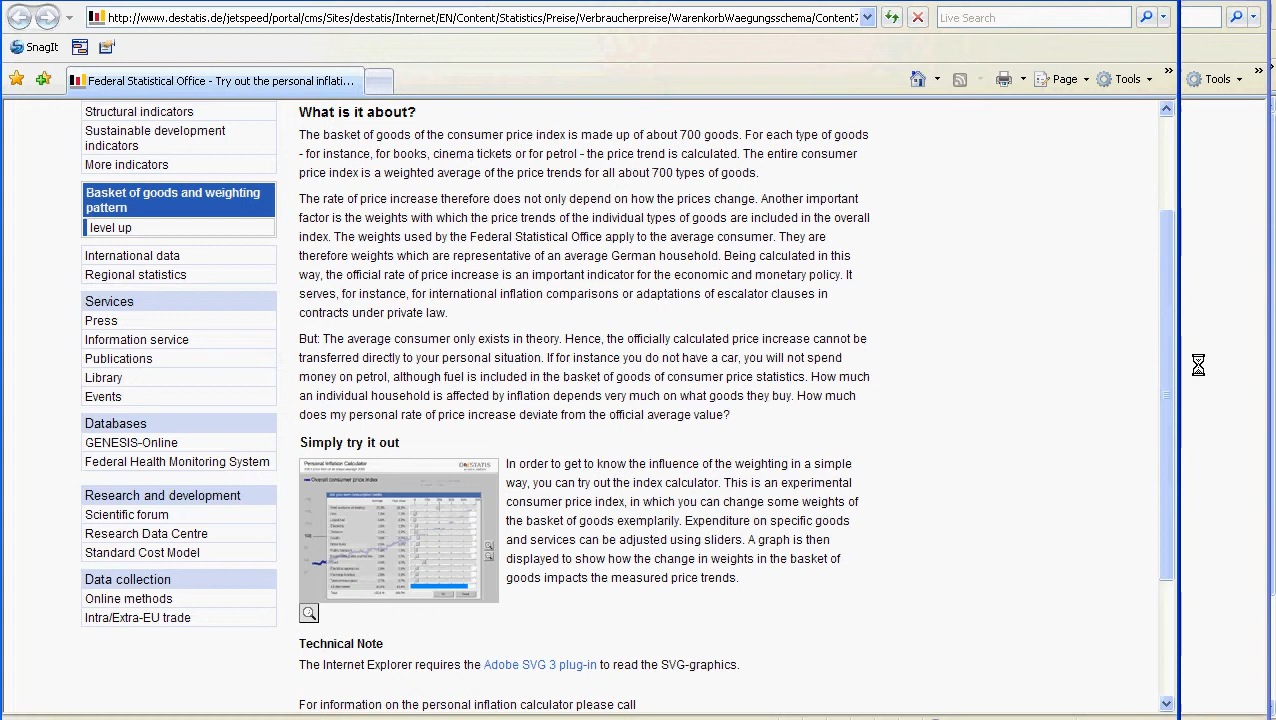 http://www. destatis.de/jetspeed/portal/cms/Sites/destatis/Internet/EN/Content/Statistics/Preise/Verbraucherpreise/WarenkorbWaegungsschema/Content7
Live Search
SnagIt
Federal Statistical Office - Try out the personal inflati...
Page
Tools
Tools
Structural indicators
Sustainable development
indicators
More indicators
Basket of goods and weighting
pattern
level up
International data
Regional statistics
Services
Press
Information service
Publications
Library
Events
Databases
GENESIS-Online
Federal Health Monitoring System
Research and development
Scientific forum
Research Data Centre
Standard Cost Model
Data collection
Online methods
Intra/Extra-EU trade
What is it about?
The basket of goods of the consumer price index is made up of about 700 goods. For each type of goods
- for instance, for books, cinema tickets or for petrol - the price trend is calculated. The entire consumer
price index is a weighted average of the price trends for all about 700 types of goods.
The rate of price increase therefore does not only depend on how the prices change. Another important
factor is the weights with which the price trends of the individual types of goods are included in the overall
index. The weights used by the Federal Statistical Office apply to the average consumer. They are
therefore weights which are representative of an average German household. Being calculated in this
way, the official rate of price increase is an important indicator for the economic and monetary policy. It
serves, for instance, for international inflation comparisons or adaptations of escalator clauses in
contracts under private law.
But: The average consumer only exists in theory. Hence, the officially calculated price increase cannot be
transferred directly to your personal situation. If for instance you do not have a car, you will not spend
money on petrol, although fuel is included in the basket of goods of consumer price statistics. How much
an individual household is affected by inflation depends very much on what goods they buy. How much
does my personal rate of price increase deviate from the official average value?
Simply try it out
Personal Inflation Calculator
Overall consumer price index
In order to get to know the influence of the weights in a simple
way, you can try out the index calculator. This is an experimental
consumer price index, in which you can change the weights of
the basket of goods exemplarily. Expenditure on specific goods
and services can be adjusted using sliders. A graph is then
displayed to show how the change in weights in the basket of
goods impacts the measured price trends.
Technical Note
The Internet Explorer requires the Adobe SVG 3 plug-in to read the SVG-graphics.
For information on the personal inflation calculator please call